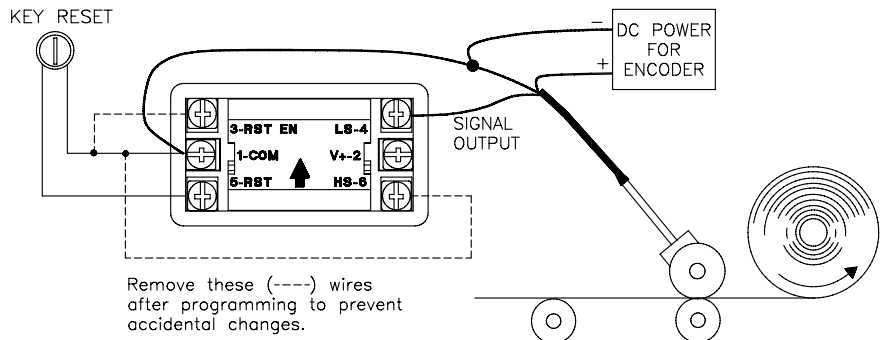 KEY RESET
− DC POWER
FOR
+ ENCODER
3-RST EN LS-4
1-COM V+-2
5-RST HS-6
SIGNAL
OUTPUT
Remove these (----) wires
after programming to prevent
accidental changes.